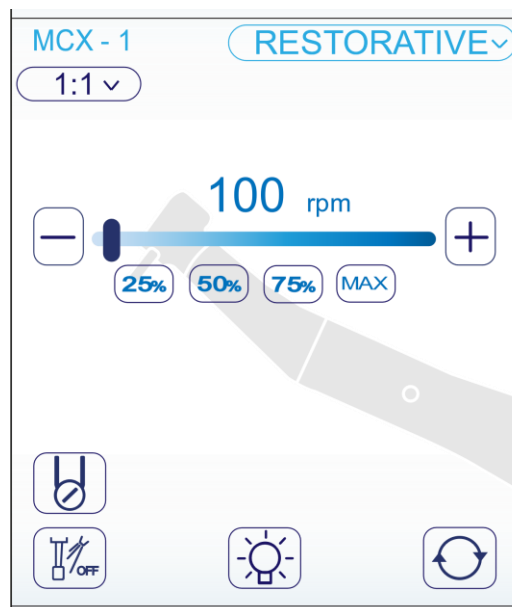 MCX - 1
RESTORATIVE
1:1
100 rpm
25% 50% 75% MAX
OFF